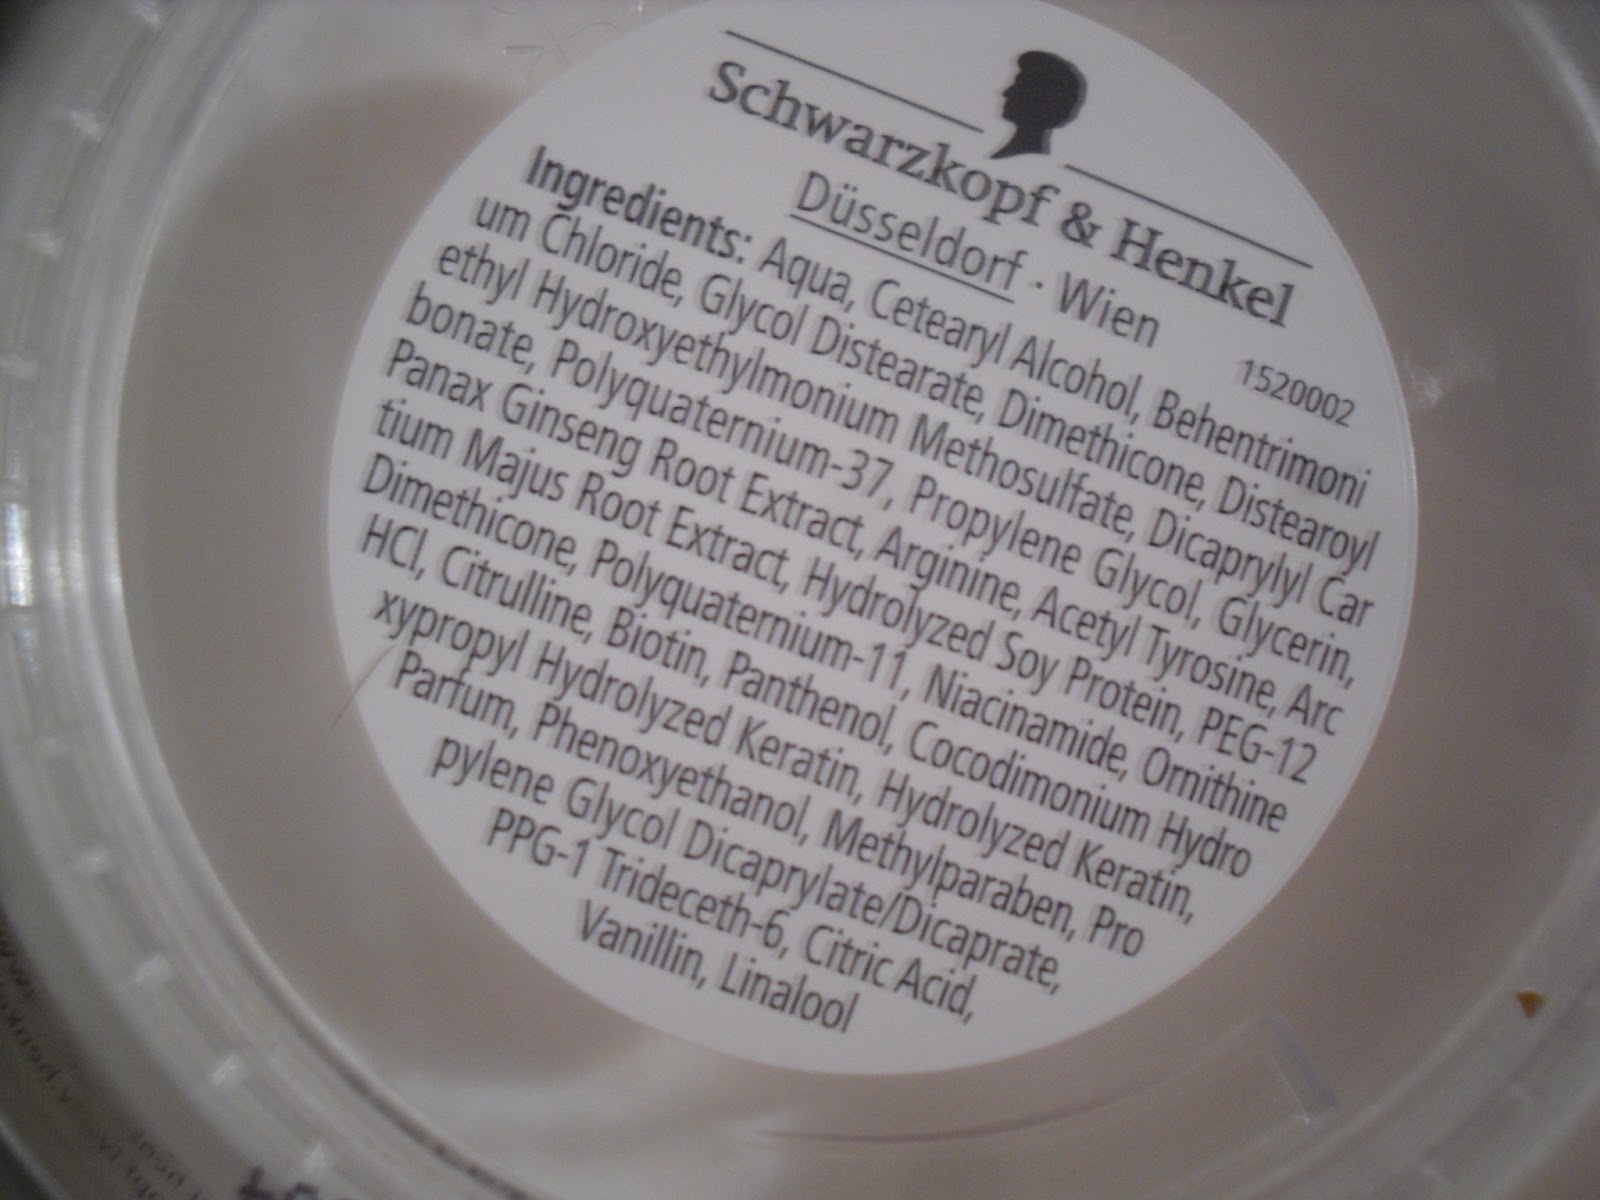 Schwarzkopf & Henkel
Düsseldorf · Wien
1520002
Ingredients: Aqua, Cetearyl Alcohol, Behentrimoni
um Chloride, Glycol Distearate, Dimethicone, Distearoyl
ethyl Hydroxyethylmonium Methosulfate, Dicaprylyl Car
bonate, Polyquaternium-37, Propylene Glycol, Glycerin,
Panax Ginseng Root Extract, Arginine, Acetyl Tyrosine, Arc
tium Majus Root Extract, Hydrolyzed Soy Protein, PEG-12
Dimethicone, Polyquaternium-11, Niacinamide, Ornithine
HCl, Citrulline, Biotin, Panthenol, Cocodimonium Hydro
xypropyl Hydrolyzed Keratin, Hydrolyzed Keratin,
Parfum, Phenoxyethanol, Methylparaben, Pro
pylene Glycol Dicaprylate/Dicaprate,
PPG-1 Trideceth-6, Citric Acid,
Vanillin, Linalool